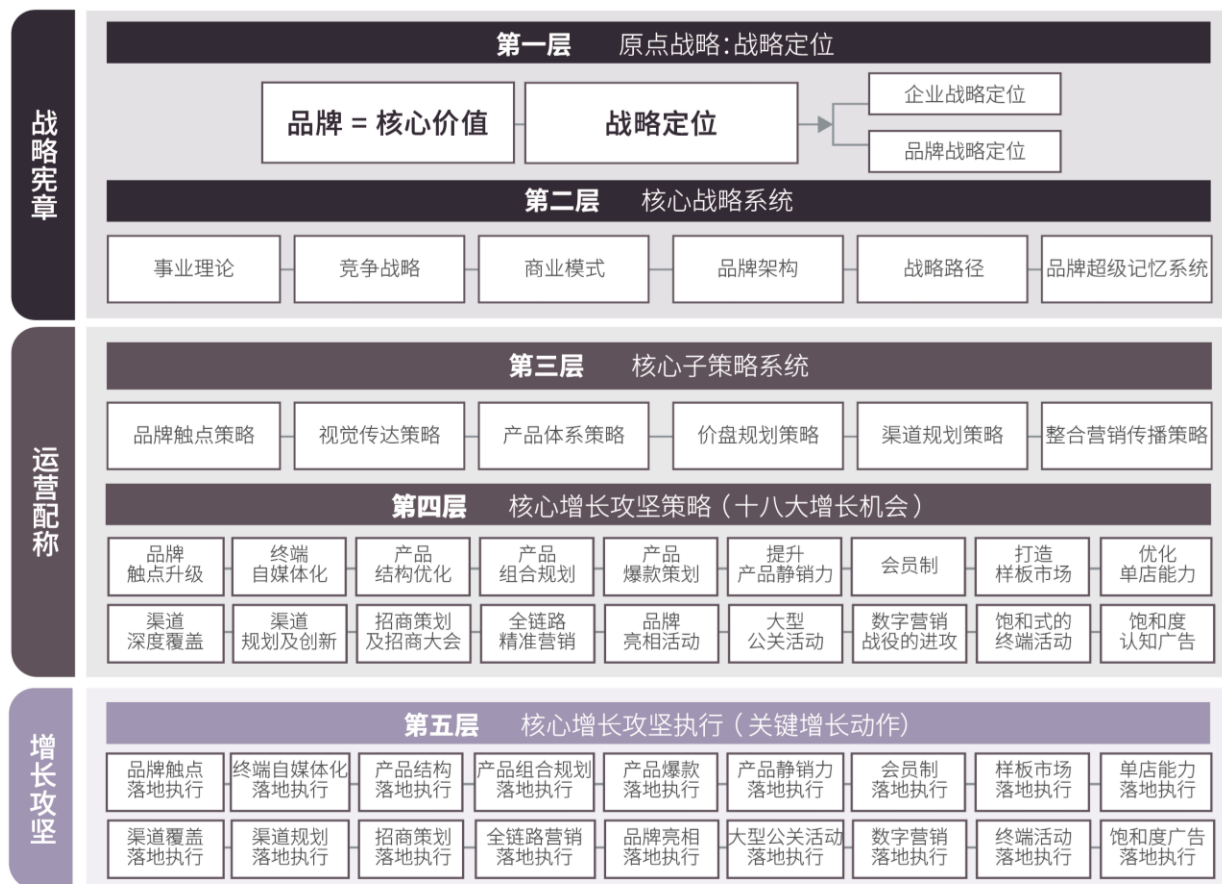 战略宪章
第一层 原点战略：战略定位
品牌 = 核心价值
战略定位
企业战略定位
品牌战略定位
第二层 核心战略系统
事业理论
竞争战略
商业模式
品牌架构
战略路径
品牌超级记忆系统
运营配称
第三层 核心子策略系统
品牌触点策略
视觉传达策略
产品体系策略
价盘规划策略
渠道规划策略
整合营销传播策略
第四层 核心增长攻坚策略（十八大增长机会）
品牌
触点升级
终端
自媒体化
产品
结构优化
产品
组合规划
产品
爆款策划
提升
产品静销力
会员制
打造
样板市场
优化
单店能力
渠道
深度覆盖
渠道
规划及创新
招商策划
及招商大会
全链路
精准营销
品牌
亮相活动
大型
公关活动
数字营销
战役的进攻
饱和式的
终端活动
饱和度
认知广告
增长攻坚
第五层 核心增长攻坚执行（关键增长动作）
品牌触点
落地执行
终端自媒体化
落地执行
产品结构
落地执行
产品组合规划
落地执行
产品爆款
落地执行
产品静销力
落地执行
会员制
落地执行
样板市场
落地执行
单店能力
落地执行
渠道覆盖
落地执行
渠道规划
落地执行
招商策划
落地执行
全链路营销
落地执行
品牌亮相
落地执行
大型公关活动
落地执行
数字营销
落地执行
终端活动
落地执行
饱和度广告
落地执行